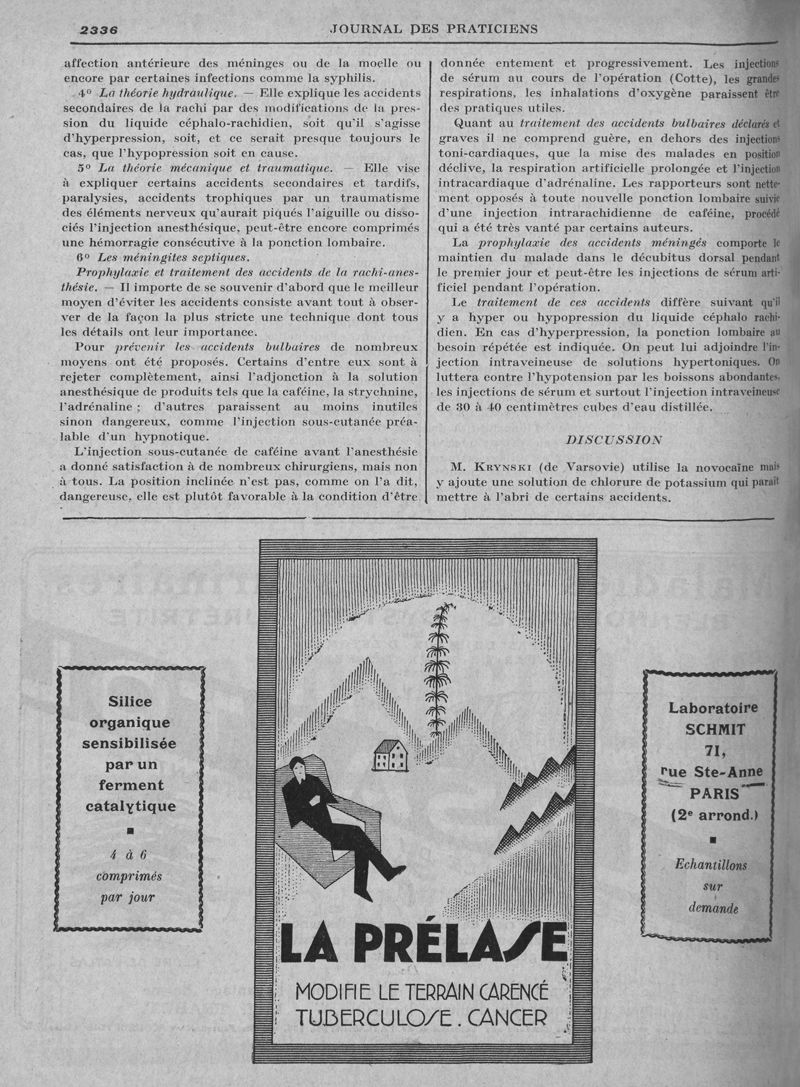 2336
JOURNAL DES PRATICIENS
affection antérieure des méninges ou de la moelle ou
encore par certaines infections comme la syphilis.
4° La théorie hydraulique. — Elle explique les accidents
secondaires de la rachi par des modifications de la pres-
sion du liquide céphalo-rachidien, soit qu'il s'agisse
d'hyperpression, soit, et ce serait presque toujours le
cas, que l'hypopression soit en cause.
5° La théorie mécanique et traumatique. — Elle vise
à expliquer certains accidents secondaires et tardifs,
paralysies, accidents trophiques par un traumatisme
des éléments nerveux qu'aurait piqués l'aiguille ou disso-
ciés l'injection anesthésique, peut-être encore comprimés
une hémorragie consécutive à la ponction lombaire.
6° Les méningites septiques.
Prophylaxie et traitement des accidents de la rachi-anes-
thésie. — Il importe de se souvenir d'abord que le meilleur
moyen d'éviter les accidents consiste avant tout à obser-
ver de la façon la plus stricte une technique dont tous
les détails ont leur importance.
Pour prévenir les accidents bulbaires de nombreux
moyens ont été proposés. Certains d'entre eux sont à
rejeter complètement, ainsi l'adjonction à la solution
anesthésique de produits tels que la caféine, la strychnine,
l'adrénaline ; d'autres paraissent au moins inutiles
sinon dangereux, comme l'injection sous-cutanée préa-
lable d'un hypnotique.
L'injection sous-cutanée de caféine avant l'anesthésie
a donné satisfaction à de nombreux chirurgiens, mais non
à tous. La position inclinée n'est pas, comme on l'a dit,
dangereuse, elle est plutôt favorable à la condition d'être
donnée entement et progressivement. Les injections
de sérum au cours de l'opération (Cotte), les grandes
respirations, les inhalations d'oxygène paraissent être
des pratiques utiles.
Quant au traitement des accidents bulbaires déclarés et
graves il ne comprend guère, en dehors des injections
toni-cardiaques, que la mise des malades en position
déclive, la respiration artificielle prolongée et l'injection
intracardiaque d'adrénaline. Les rapporteurs sont nette-
ment opposés à toute nouvelle ponction lombaire suivie
d'une injection intrarachidienne de caféine, procédé
qui a été très vanté par certains auteurs.
La prophylaxie des accidents méningés comporte le
maintien du malade dans le décubitus dorsal pendant
le premier jour et peut-être les injections de sérum arti-
ficiel pendant l'opération.
Le traitement de ces accidents diffère suivant qu'il
y a hyper ou hypopression du liquide céphalo rachi-
dien. En cas d'hyperpression, la ponction lombaire au
besoin répétée est indiquée. On peut lui adjoindre l'in-
jection intraveineuse de solutions hypertoniques. On
luttera contre l'hypotension par les boissons abondantes,
les injections de sérum et surtout l'injection intraveineuse
de 30 à 40 centimètres cubes d'eau distillée.
DISCUSSION
M. KRYNSKI (de Varsovie) utilise la novocaïne mais
y ajoute une solution de chlorure de potassium qui paraît
mettre à l'abri de certains accidents.
Silice
organique
sensibilisée
par un
ferment
catalytique
4 à 6
comprimés
par jour
LA PRÉLASE
MODIFIE LE TERRAIN CARENCÉ
TUBERCULOSE. CANCER
Laboratoire
SCHMIT
71,
rue Ste-Anne
PARIS
(2e arrond.)
Echantillons
sur
demande